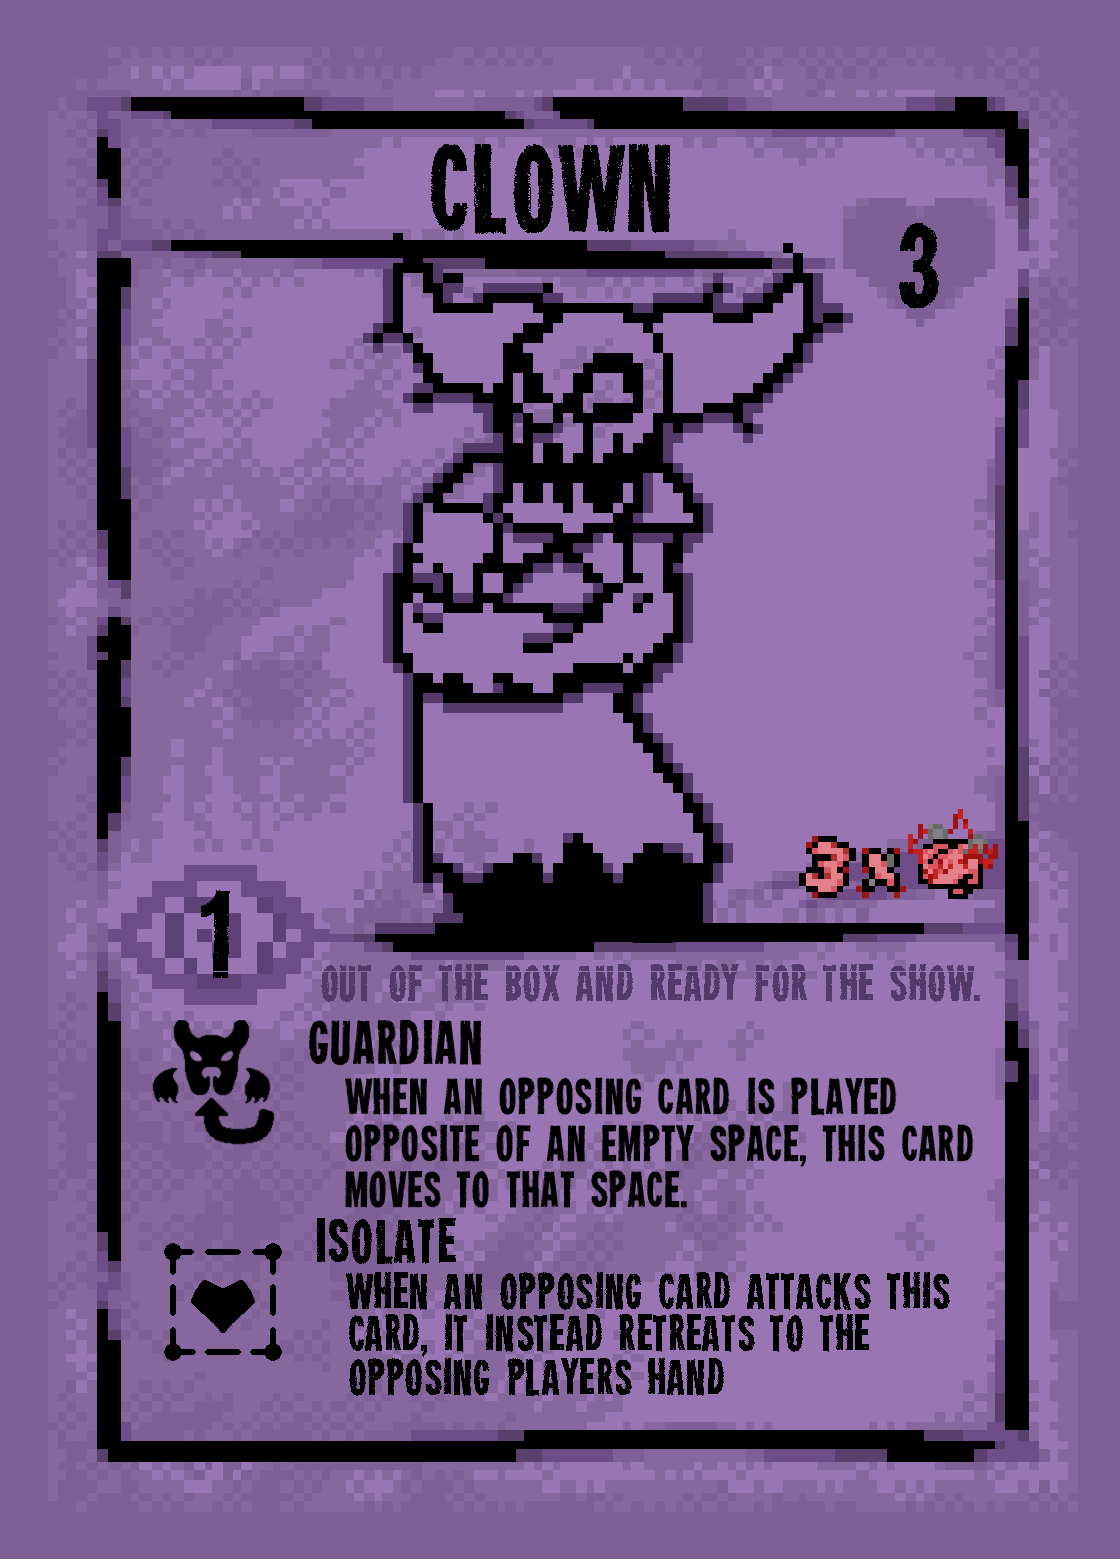 CLOWN
3
3X
1
OUT OF THE BOX AND READY FOR THE SHOW.
GUARDIAN
WHEN AN OPPOSING CARD IS PLAYED
OPPOSITE OF AN EMPTY SPACE, THIS CARD
MOVES TO THAT SPACE.
ISOLATE
WHEN AN OPPOSING CARD ATTACKS THIS
CARD, IT INSTEAD RETREATS TO THE
OPPOSING PLAYERS HAND